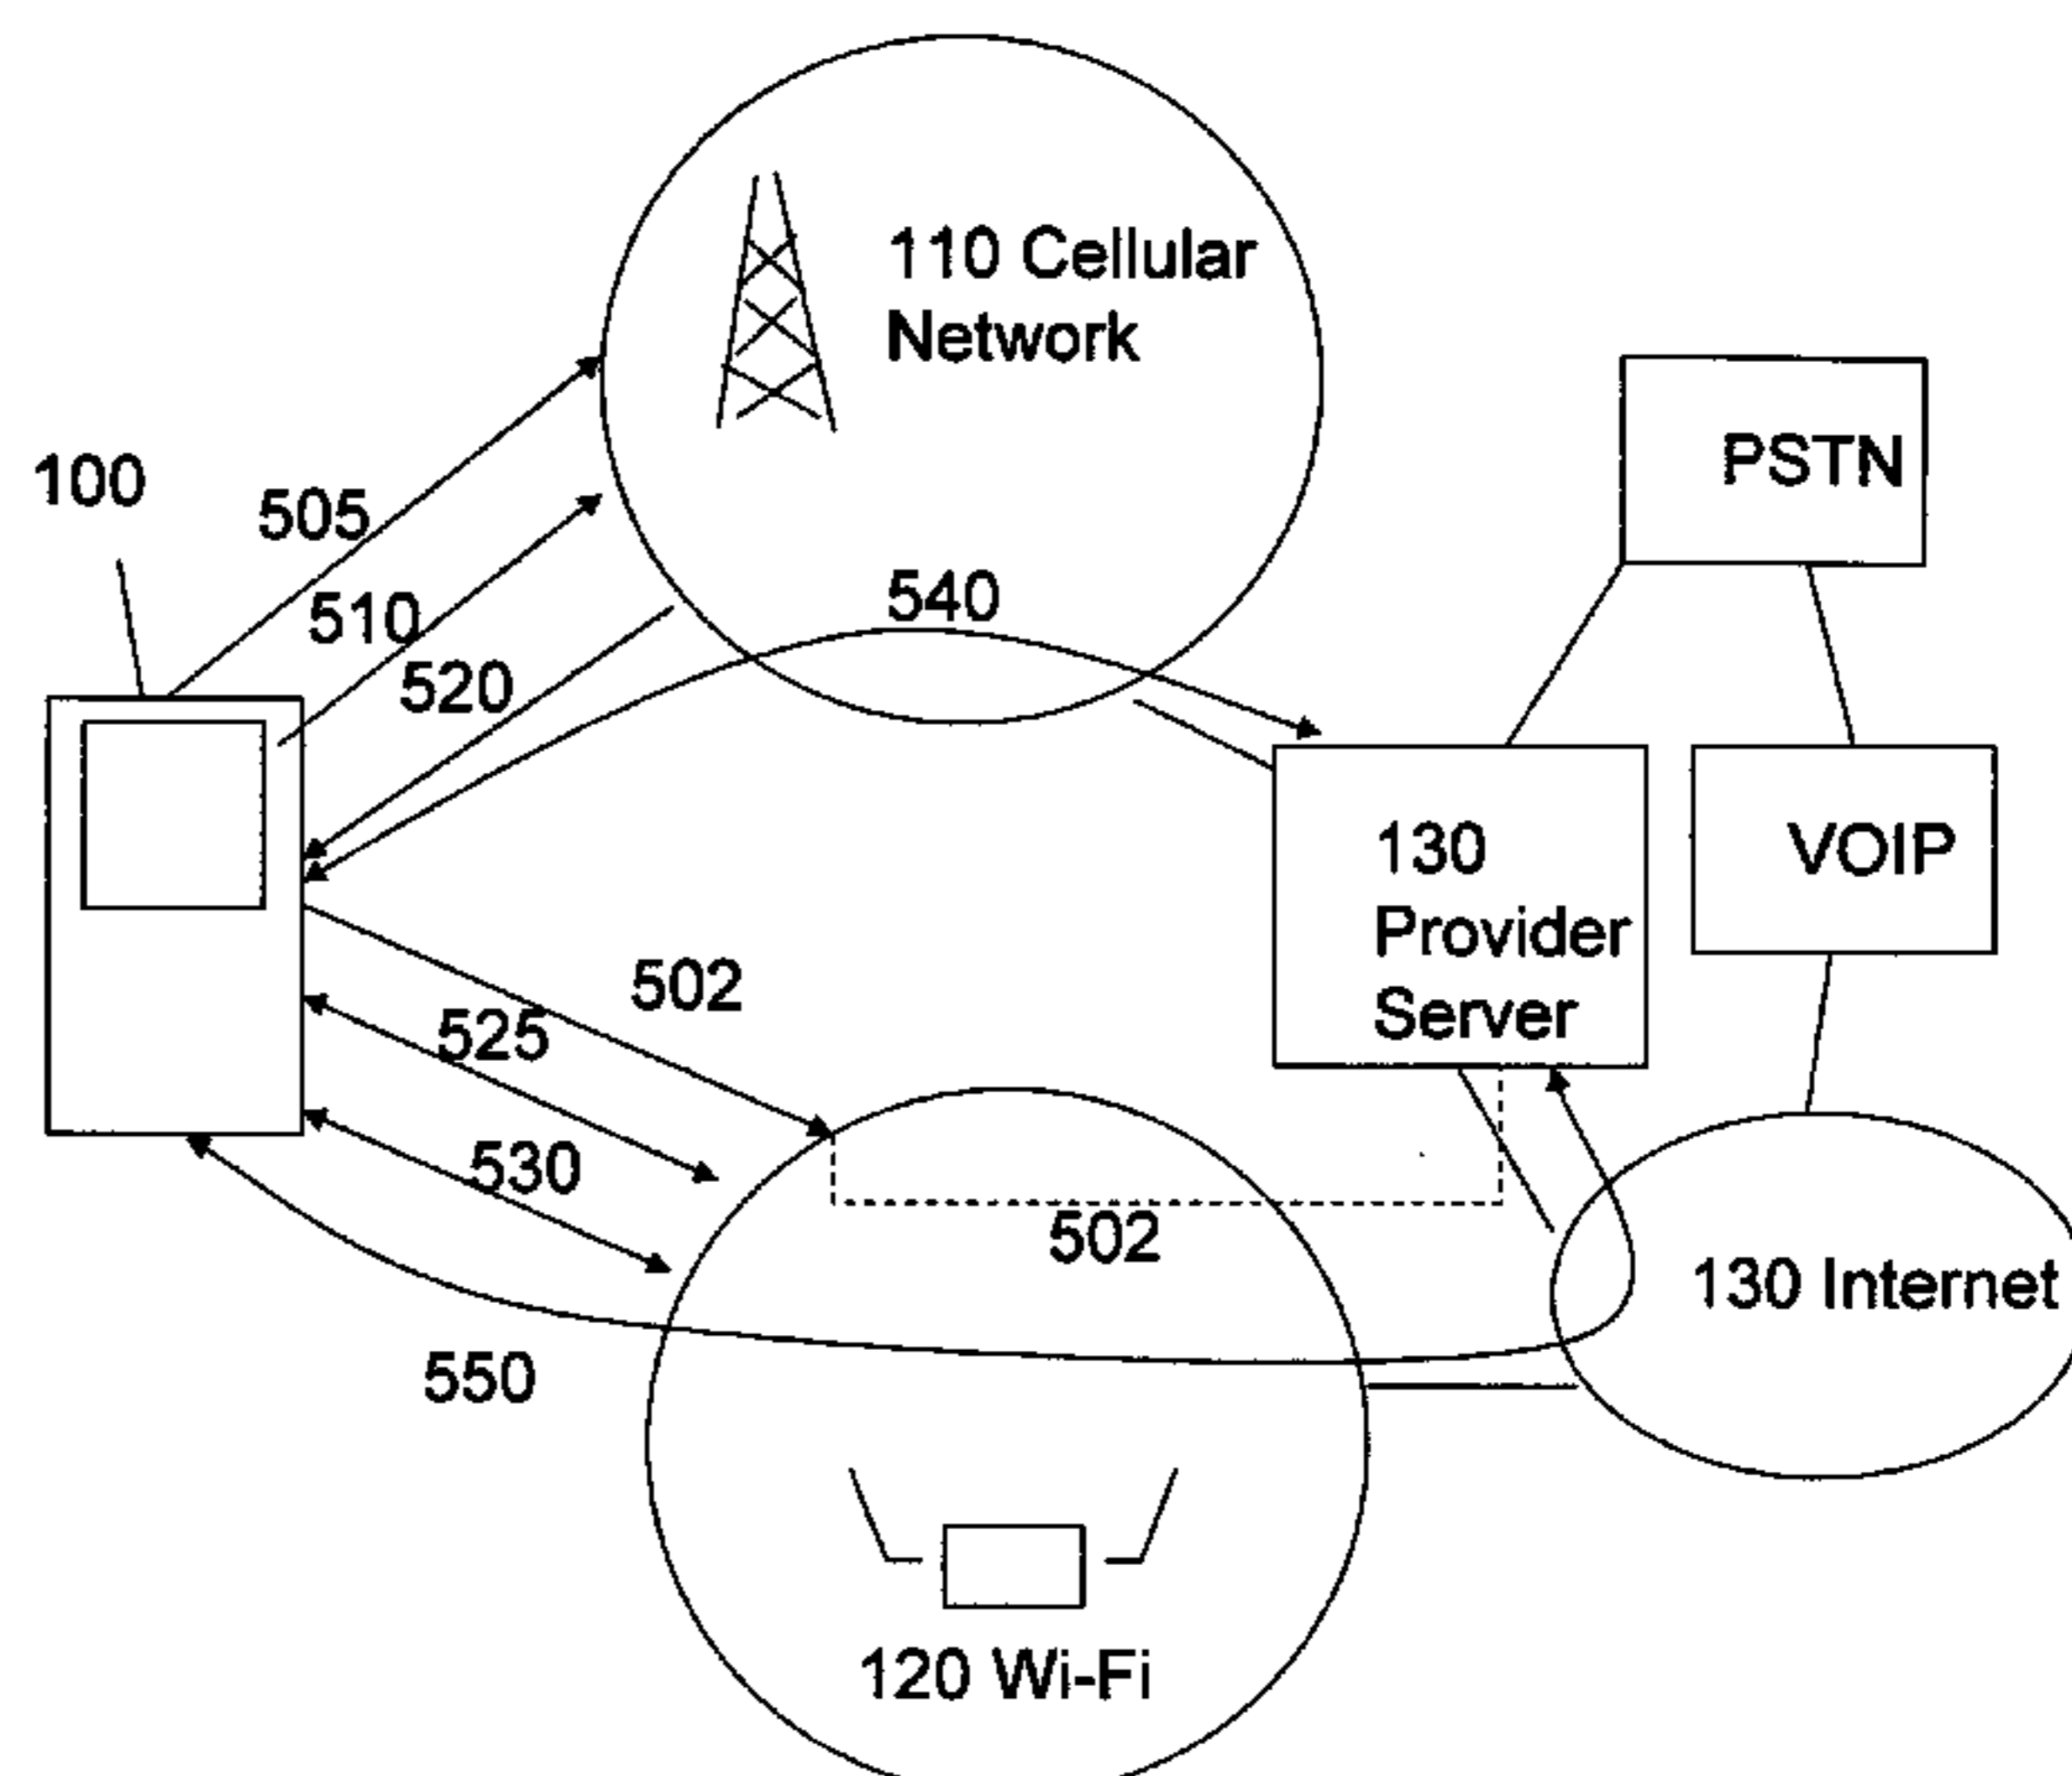 110 Cellular
Network
PSTN
100
505
510
540
520
130
Provider
Server
VOIP
502
525
530
502
130 Internet
550
120 Wi-Fi